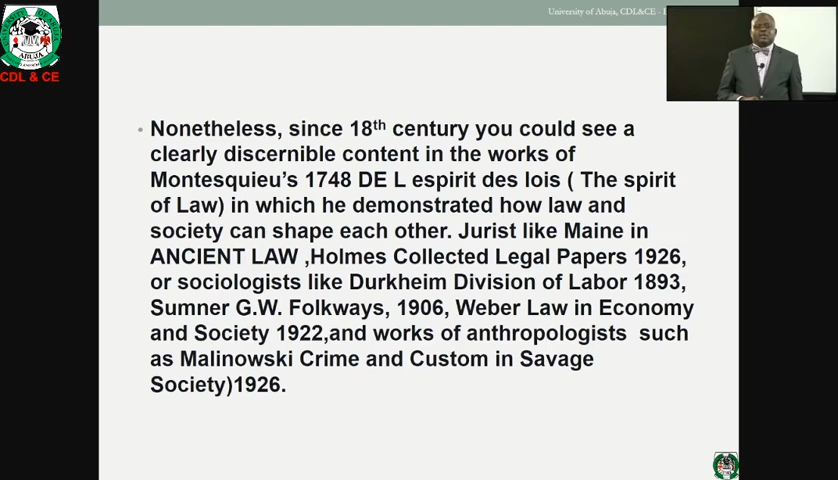 University of Abuja, CDL&CE -
UNIVERSITY OF ABUJA
ABUJA
CDL & CE
Nonetheless, since 18th century you could see a
clearly discernible content in the works of
Montesquieu's 1748 DE L espirit des lois ( The spirit
of Law) in which he demonstrated how law and
society can shape each other. Jurist like Maine in
ANCIENT LAW ,Holmes Collected Legal Papers 1926,
or sociologists like Durkheim Division of Labor 1893,
Sumner G.W. Folkways, 1906, Weber Law in Economy
and Society 1922,and works of anthropologists such
as Malinowski Crime and Custom in Savage
Society)1926.